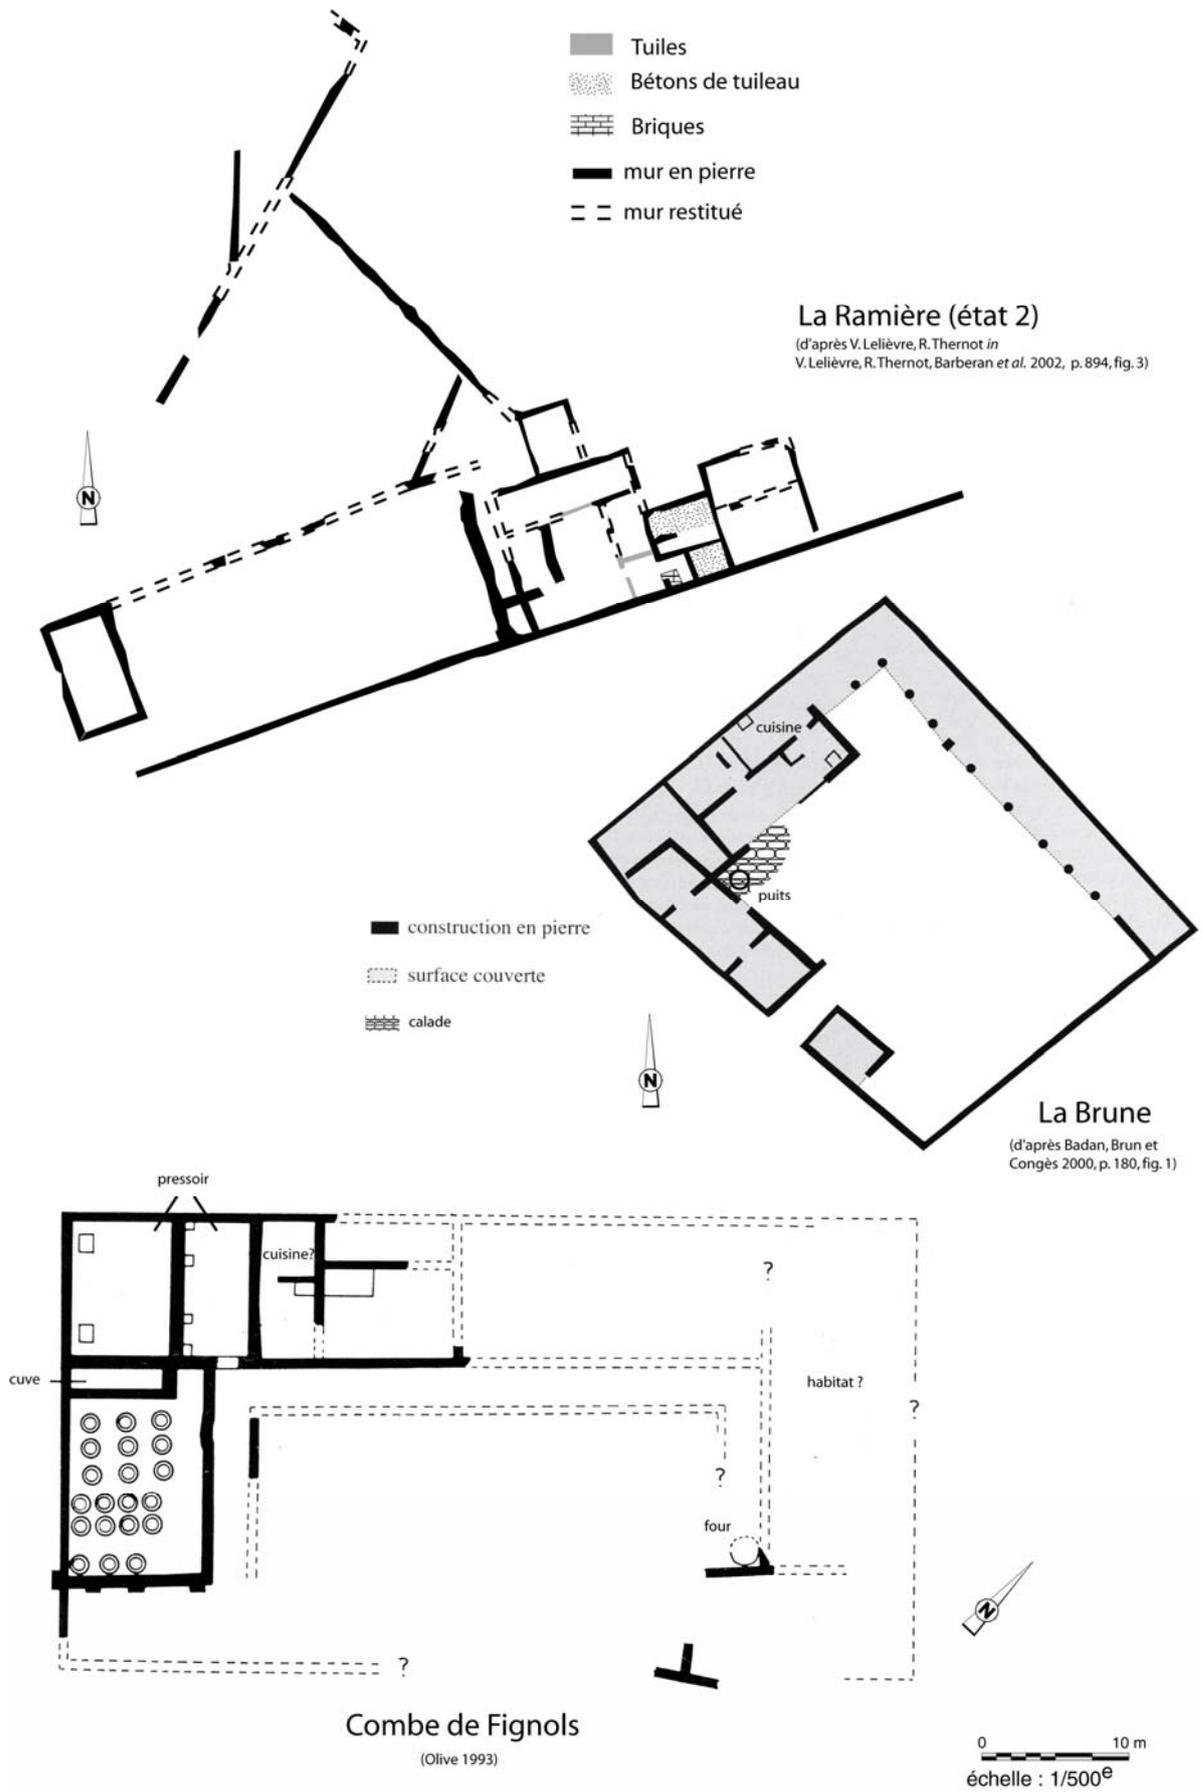 Tuiles
Bétons de tuileau
Briques
mur en pierre
mur restitué
La Ramière (état 2)
(d'après V. Lelièvre, R. Thernot in
V. Lelièvre, R. Thernot, Barberan et al. 2002, p. 894, fig. 3)
N
cuisine
puits
construction en pierre
surface couverte
calade
N
La Brune
(d'après Badan, Brun et
Congès 2000, p. 180, fig. 1)
pressoir
cuisine?
?
cuve
habitat ?
?
?
four
N
?
Combe de Fignols
(Olive 1993)
0 10 m
échelle : 1/500e